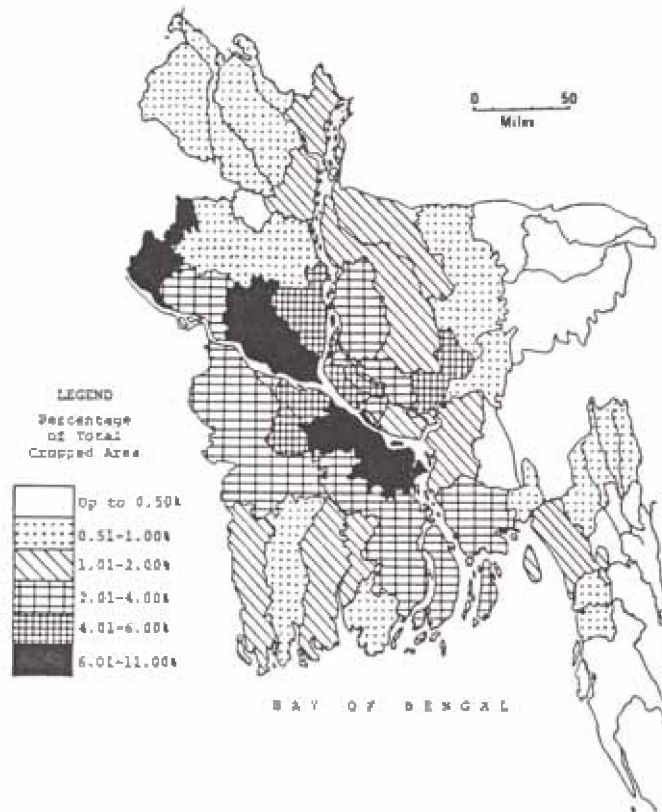 0 50
Miles
LEGEND
Percentage
of Total
Cropped Area
Up to 0.50%
0.51-1.00%
1.01-2.00%
2.01-4.00%
4.01-6.00%
6.01-11.00%
BAY OF BENGAL